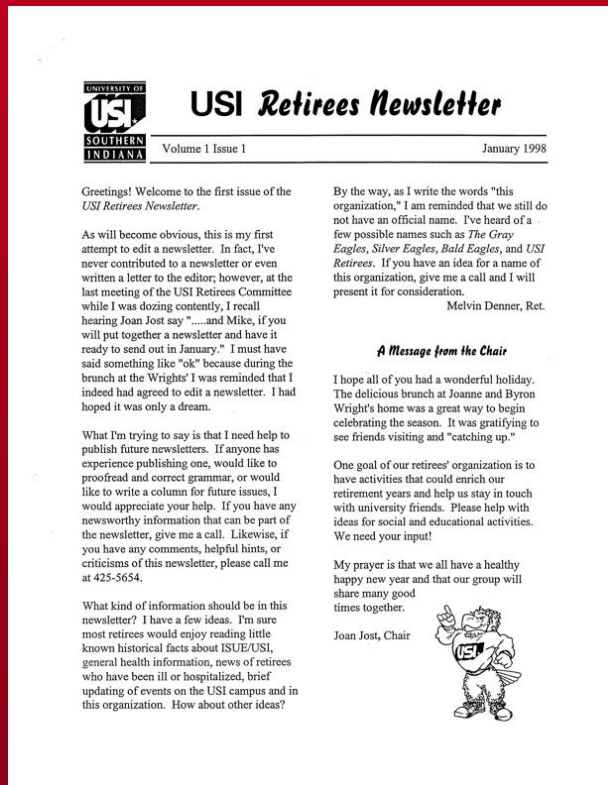 UNIVERSITY OF
USI
SOUTHERN
INDIANA
USI Retirees Newsletter
Volume 1 Issue 1
January 1998
Greetings! Welcome to the first issue of the
USI Retirees Newsletter.
As will become obvious, this is my first
attempt to edit a newsletter. In fact, I've
never contributed to a newsletter or even
written a letter to the editor; however, at the
last meeting of the USI Retirees Committee
while I was dozing contently, I recall
hearing Joan Jost say ".....and Mike, if you
will put together a newsletter and have it
ready to send out in January." I must have
said something like "ok" because during the
brunch at the Wrights' I was reminded that I
indeed had agreed to edit a newsletter. I had
hoped it was only a dream.
What I'm trying to say is that I need help to
publish future newsletters. If anyone has
experience publishing one, would like to
proofread and correct grammar, or would
like to write a column for future issues, I
would appreciate your help. If you have any
newsworthy information that can be part of
the newsletter, give me a call. Likewise, if
you have any comments, helpful hints, or
criticisms of this newsletter, please call me
at 425-5654.
What kind of information should be in this
newsletter? I have a few ideas. I'm sure
most retirees would enjoy reading little
known historical facts about ISUE/USI,
general health information, news of retirees
who have been ill or hospitalized, brief
updating of events on the USI campus and in
this organization. How about other ideas?
By the way, as I write the words "this
organization," I am reminded that we still do
not have an official name. I've heard of a
few possible names such as The Gray
Eagles, Silver Eagles, Bald Eagles, and USI
Retirees. If you have an idea for a name of
this organization, give me a call and I will
present it for consideration.
Melvin Denner, Ret.
A Message from the Chair
I hope all of you had a wonderful holiday.
The delicious brunch at Joanne and Byron
Wright's home was a great way to begin
celebrating the season. It was gratifying to
see friends visiting and "catching up."
One goal of our retirees' organization is to
have activities that could enrich our
retirement years and help us stay in touch
with university friends. Please help with
ideas for social and educational activities.
We need your input!
My prayer is that we all have a healthy
happy new year and that our group will
share many good
times together.
Joan Jost, Chair
USI